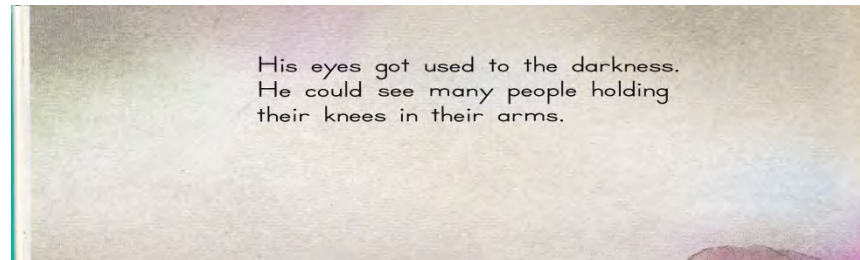 His eyes got used to the darkness.
He could see many people holding
their knees in their arms.